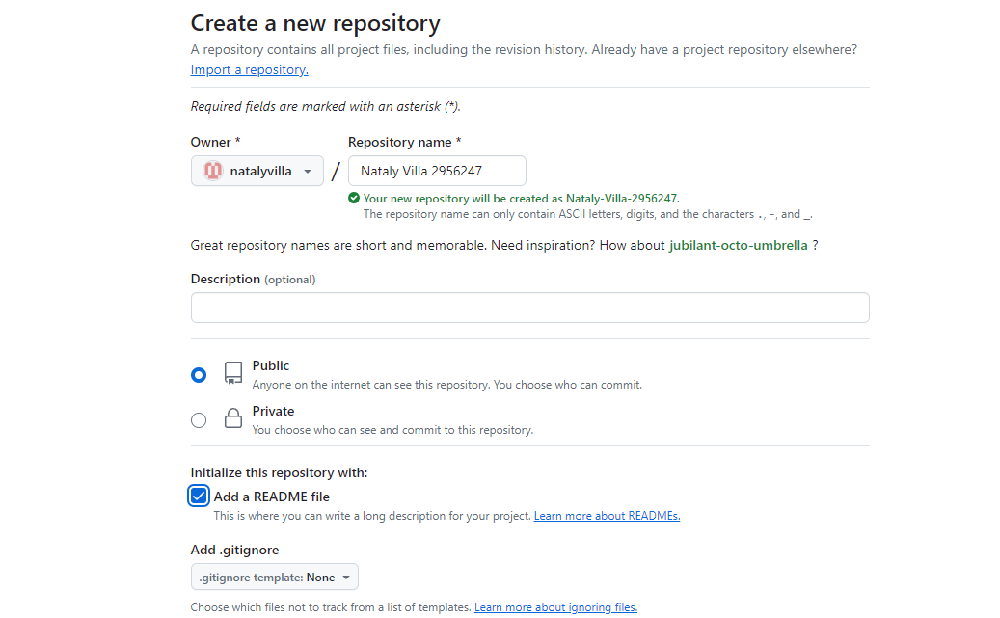 Create a new repository
A repository contains all project files, including the revision history. Already have a project repository elsewhere?
Import a repository.
Required fields are marked with an asterisk (*).
Owner * Repository name *
natalyvilla / Nataly Villa 2956247
Your new repository will be created as Nataly-Villa-2956247.
The repository name can only contain ASCII letters, digits, and the characters ., -, and _.
Great repository names are short and memorable. Need inspiration? How about jubilant-octo-umbrella ?
Description (optional)
Public
Anyone on the internet can see this repository. You choose who can commit.
Private
You choose who can see and commit to this repository.
Initialize this repository with:
Add a README file
This is where you can write a long description for your project. Learn more about READMEs.
Add .gitignore
.gitignore template: None
Choose which files not to track from a list of templates. Learn more about ignoring files.